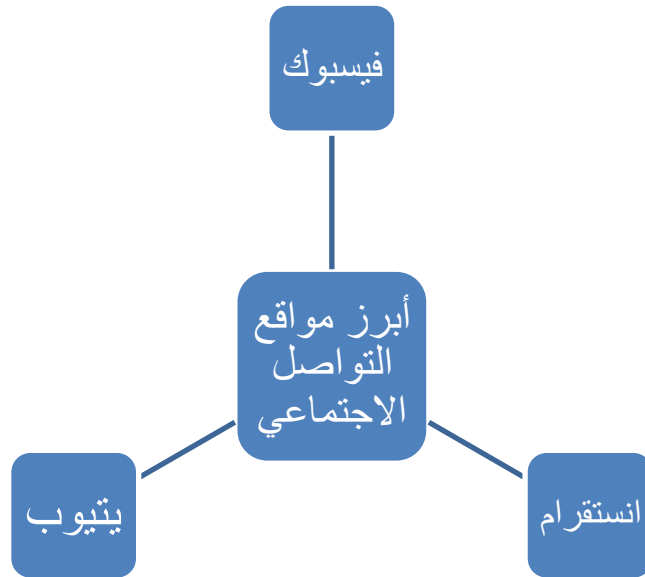 فيسبوك
أبرز مواقع
التواصل
الاجتماعي
يتيوب
انستقرام